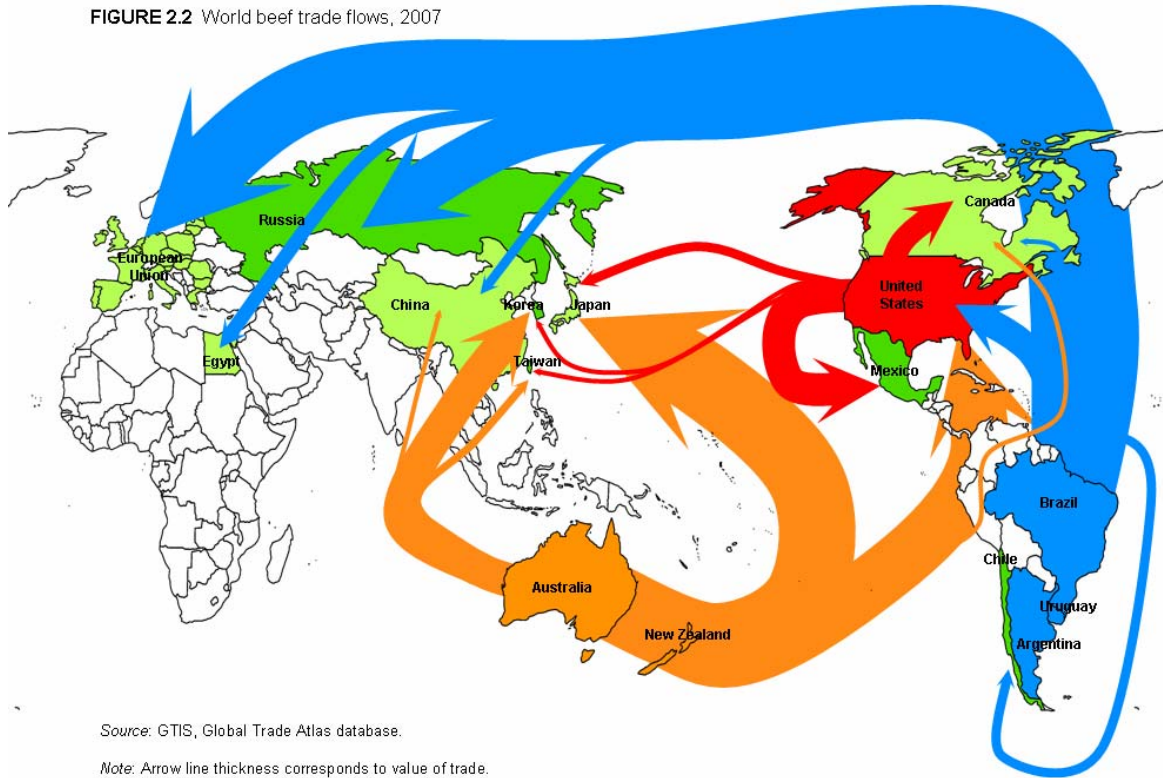 FIGURE 2.2 World beef trade flows, 2007
Canada
Russia
European
Union
United
States
China
Korea
Japan
Egypt
Taiwan
Mexico
Brazil
Chile
Australia
Uruguay
New Zealand
Argentina
Source: GTIS, Global Trade Atlas database.
Note: Arrow line thickness corresponds to value of trade.